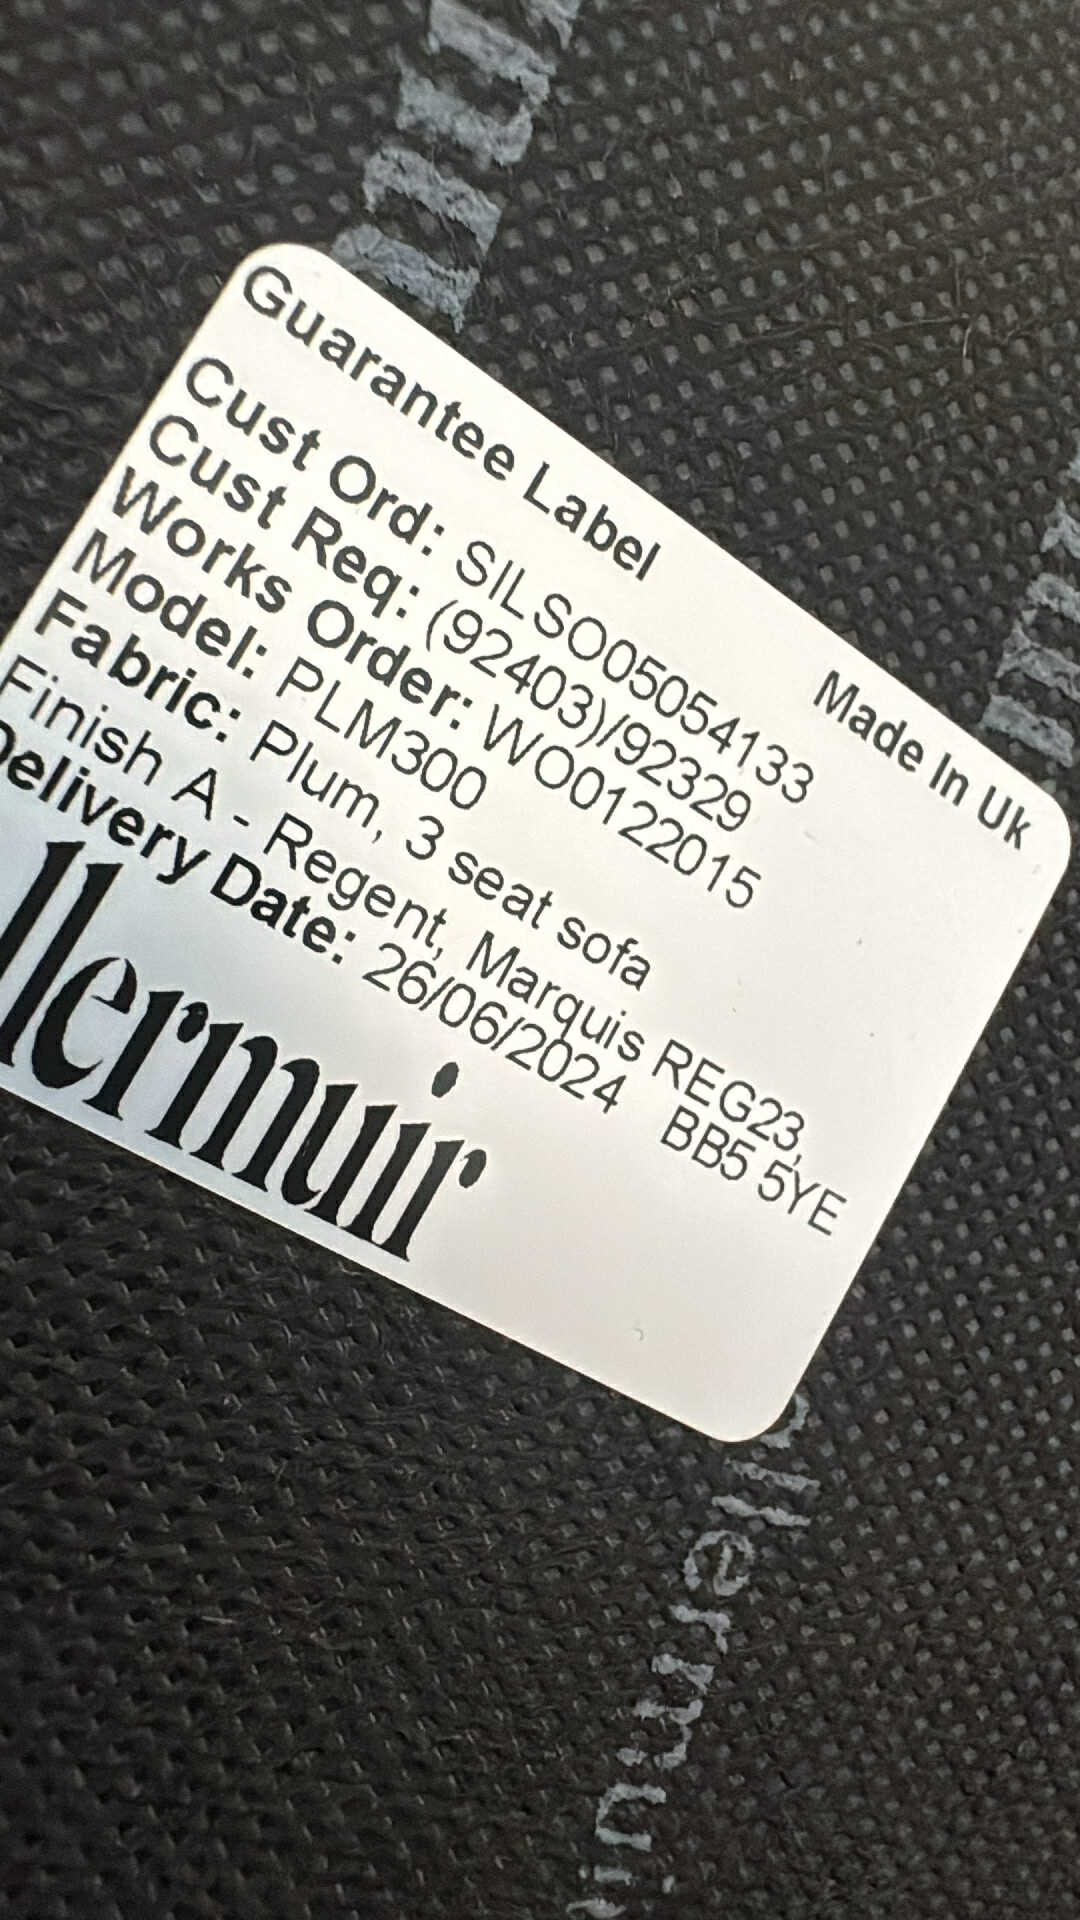 Guarantee Label
Made In Uk
Cust Ord: SILSO05054133
Cust Req: (92403)/92329
Works Order: WO0122015
Model: PLM300
Fabric: Plum, 3 seat sofa
Finish A - Regent, Marquis REG23,
Delivery Date: 26/06/2024 BB5 5YE
llermuir